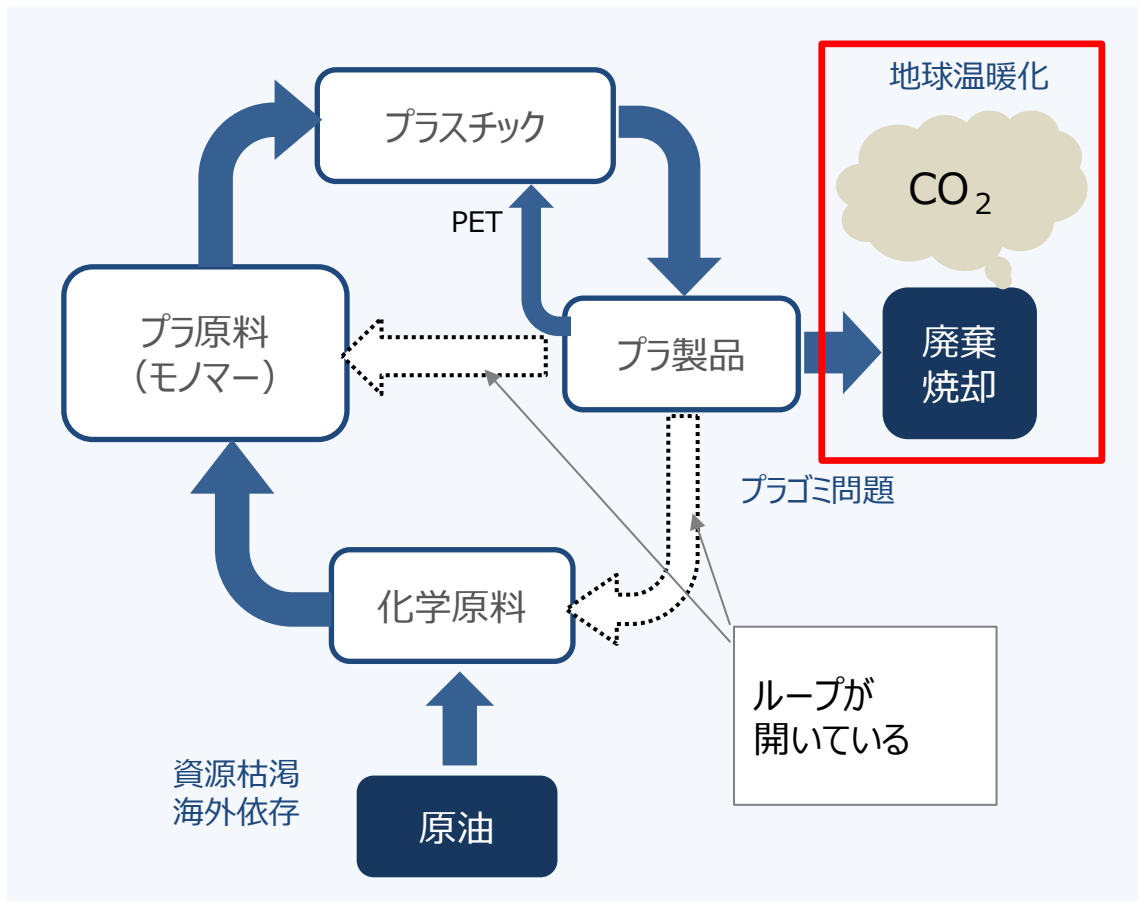 地球温暖化
プラスチック
CO2
PET
プラ原料
（モノマー）
プラ製品
廃棄
焼却
プラゴミ問題
化学原料
ループが
開いている
資源枯渇
海外依存
原油